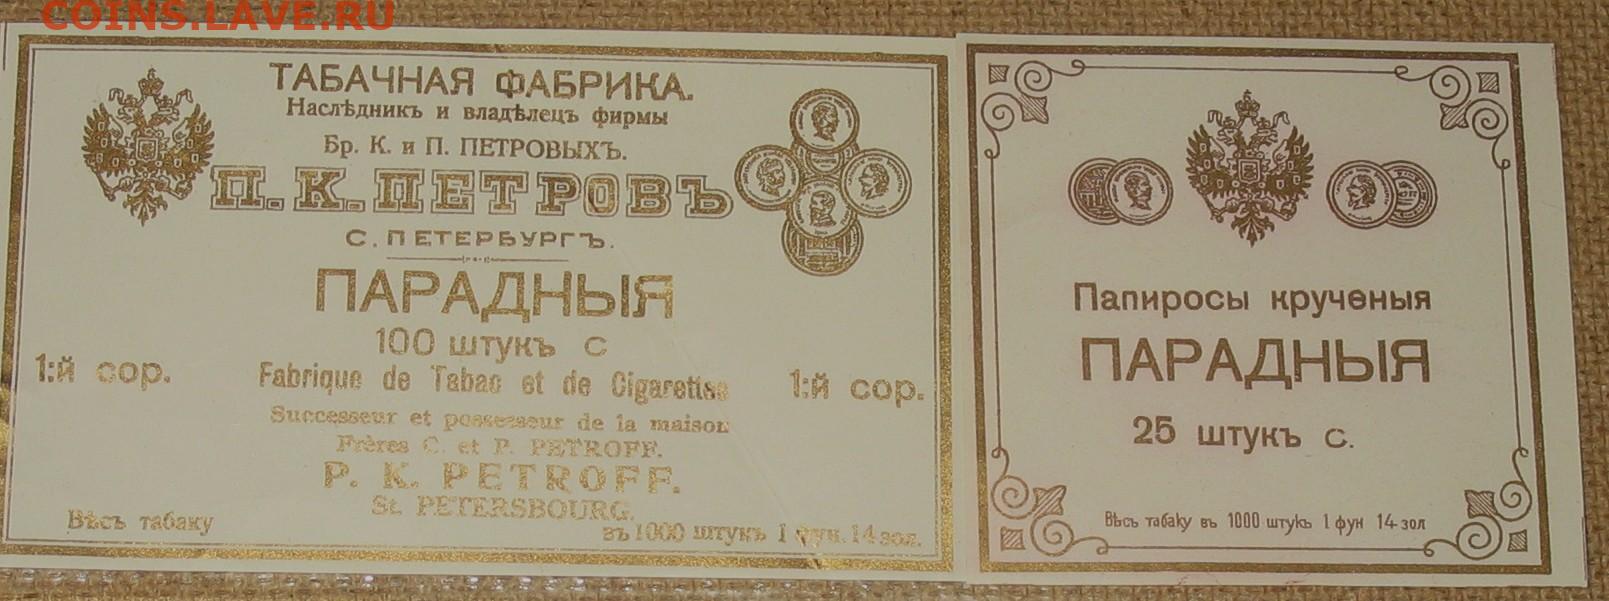 COINS.LAVE.RU
ТАБАЧНАЯ ФАБРИКА.
Наслѣдникъ и владѣлецъ фирмы
Бр. К. и П. ПЕТРОВЫХЪ.
П.К.ПЕТРОВЪ
С. ПЕТЕРБУРГЪ.
ПАРАДНЫЯ
100 штукъ С
1:й сор.
Fabrique de Tabac et de Cigarettes
1:й сор.
Successeur et possesseur de la maison
Frères C. et P. PETROFF.
P. K. PETROFF.
St. PETERSBOURG.
Вѣсъ табаку
въ 1000 штукъ 1 фун. 14 зол.
Папиросы крученыя
ПАРАДНЫЯ
25 штукъ с.
Вѣсъ табаку въ 1000 штукъ 1 фун 14 зол